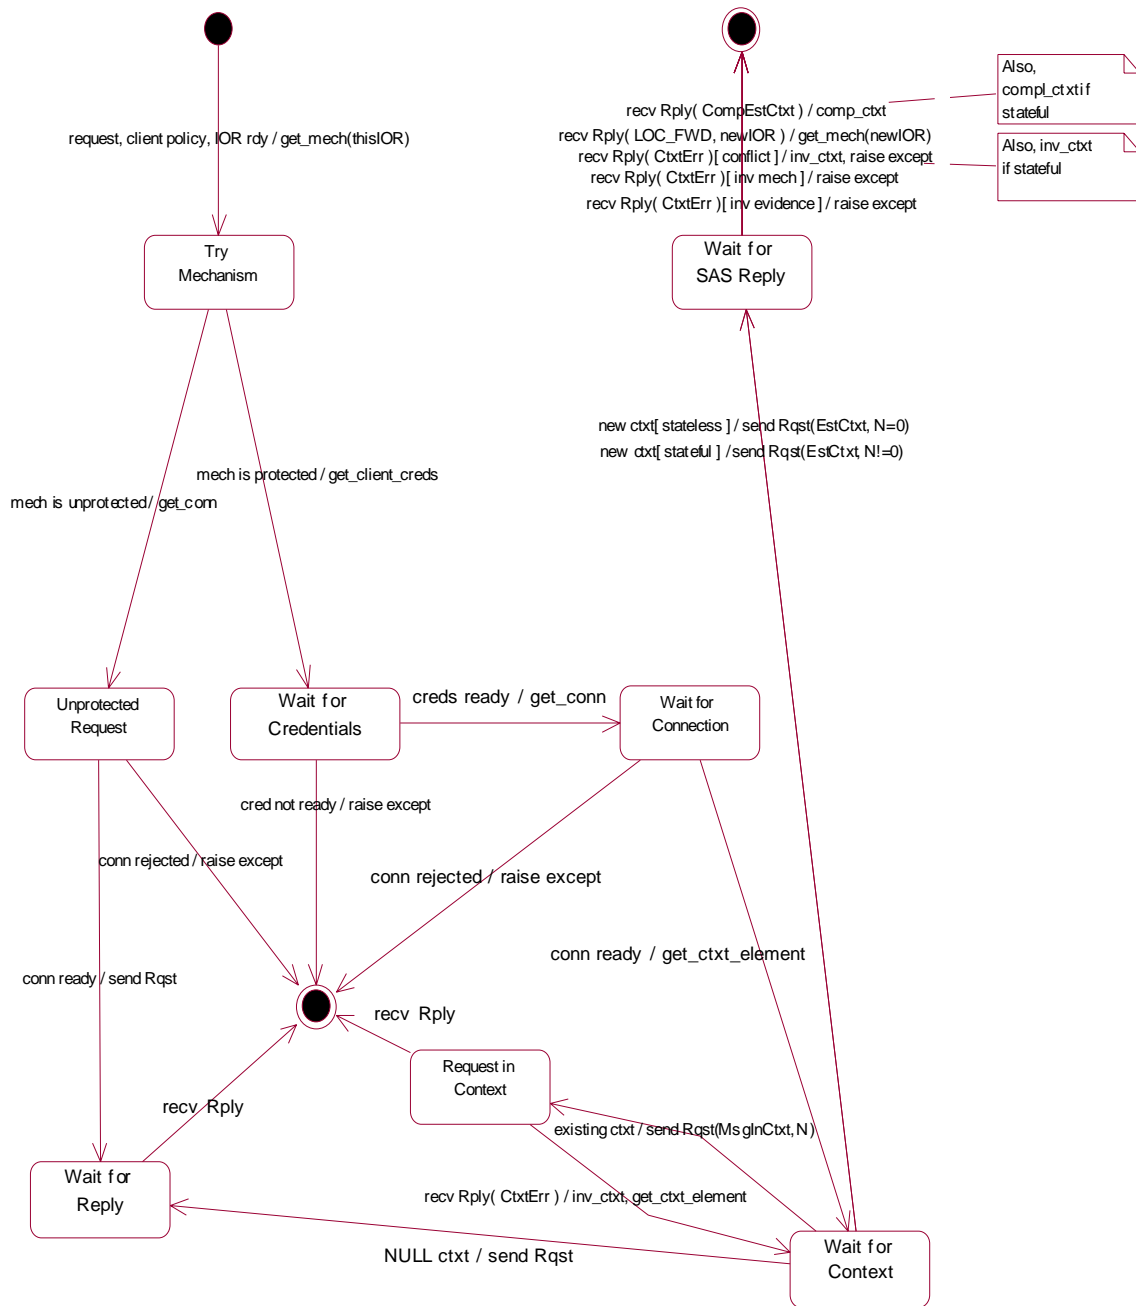 request, client policy, IOR rdy / get_mech(thisIOR)
Try
Mechanism
recv Rply( CompEstCtxt ) / comp_ctxt
recv Rply( LOC_FWD, newIOR ) / get_mech(newIOR)
recv Rply( CtxtErr )[ conflict ] / inv_ctxt, raise except
recv Rply( CtxtErr )[ inv mech ] / raise except
recv Rply( CtxtErr )[ inv evidence ] / raise except
Also,
compl_ctxt if
stateful
Also, inv_ctxt
if stateful
Wait for
SAS Reply
new ctxt[ stateless ] / send Rqst(EstCtxt, N=0)
new ctxt[ stateful ] / send Rqst(EstCtxt, N!=0)
mech is protected / get_client_creds
mech is unprotected / get_conn
Unprotected
Request
Wait for
Credentials
creds ready / get_conn
Wait for
Connection
cred not ready / raise except
conn rejected / raise except
conn rejected / raise except
conn ready / get_ctxt_element
conn ready / send Rqst
recv Rply
Request in
Context
recv Rply
existing ctxt / send Rqst(MsgInCtxt, N)
Wait for
Reply
recv Rply( CtxtErr ) / inv_ctxt, get_ctxt_element
NULL ctxt / send Rqst
Wait for
Context